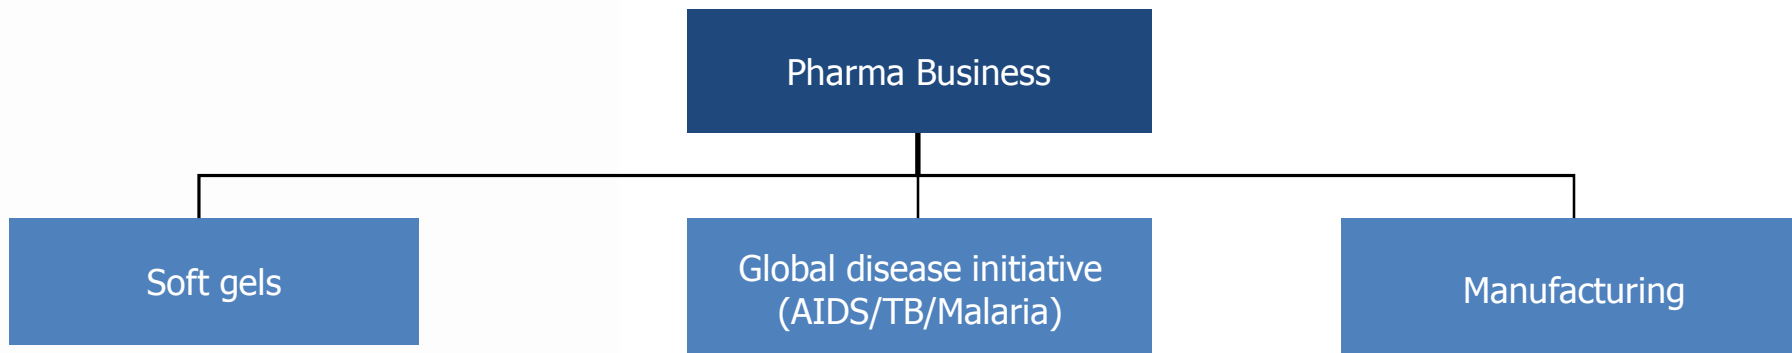 Pharma Business
Soft gels
Global disease initiative
(AIDS/TB/Malaria)
Manufacturing